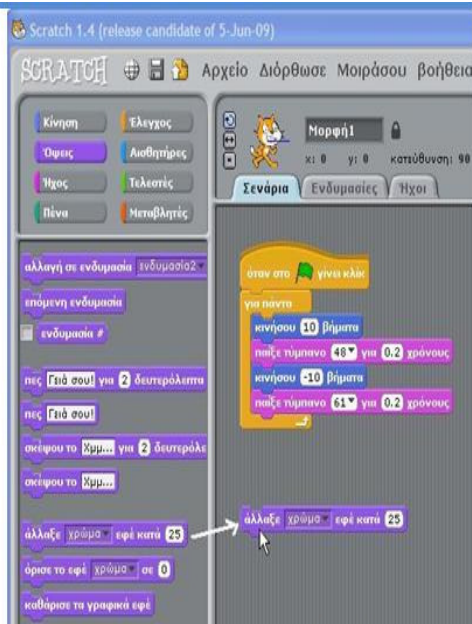 Scratch 1.4 (release candidate of 5-Jun-09)
SCRATCH Αρχείο Διόρθωσε Μοιράσου βοήθεια
Κίνηση Έλεγχος
Όψεις Αισθητήρες
Ήχος Τελεστές
Πένα Μεταβλητές
Μορφή1
x: 0 y: 0 κατεύθυνση: 90
Σενάρια Ενδυμασίες Ήχοι
αλλαγή σε ενδυμασία ενδυμασία2
επόμενη ενδυμασία
ενδυμασία #
πες Γειά σου! για 2 δευτερόλεπτα
πες Γειά σου!
σκέψου το Χμμ... για 2 δευτερόλε
σκέψου το Χμμ...
άλλαξε χρώμα εφέ κατά 25
όρισε το εφέ χρώμα σε 0
καθάρισε τα γραφικά εφέ
όταν στο γίνει κλίκ
για πάντα
κινήσου 10 βήματα
παίξε τύμπανο 48 για 0.2 χρόνους
κινήσου -10 βήματα
παίξε τύμπανο 61 για 0.2 χρόνους
άλλαξε χρώμα εφέ κατά 25